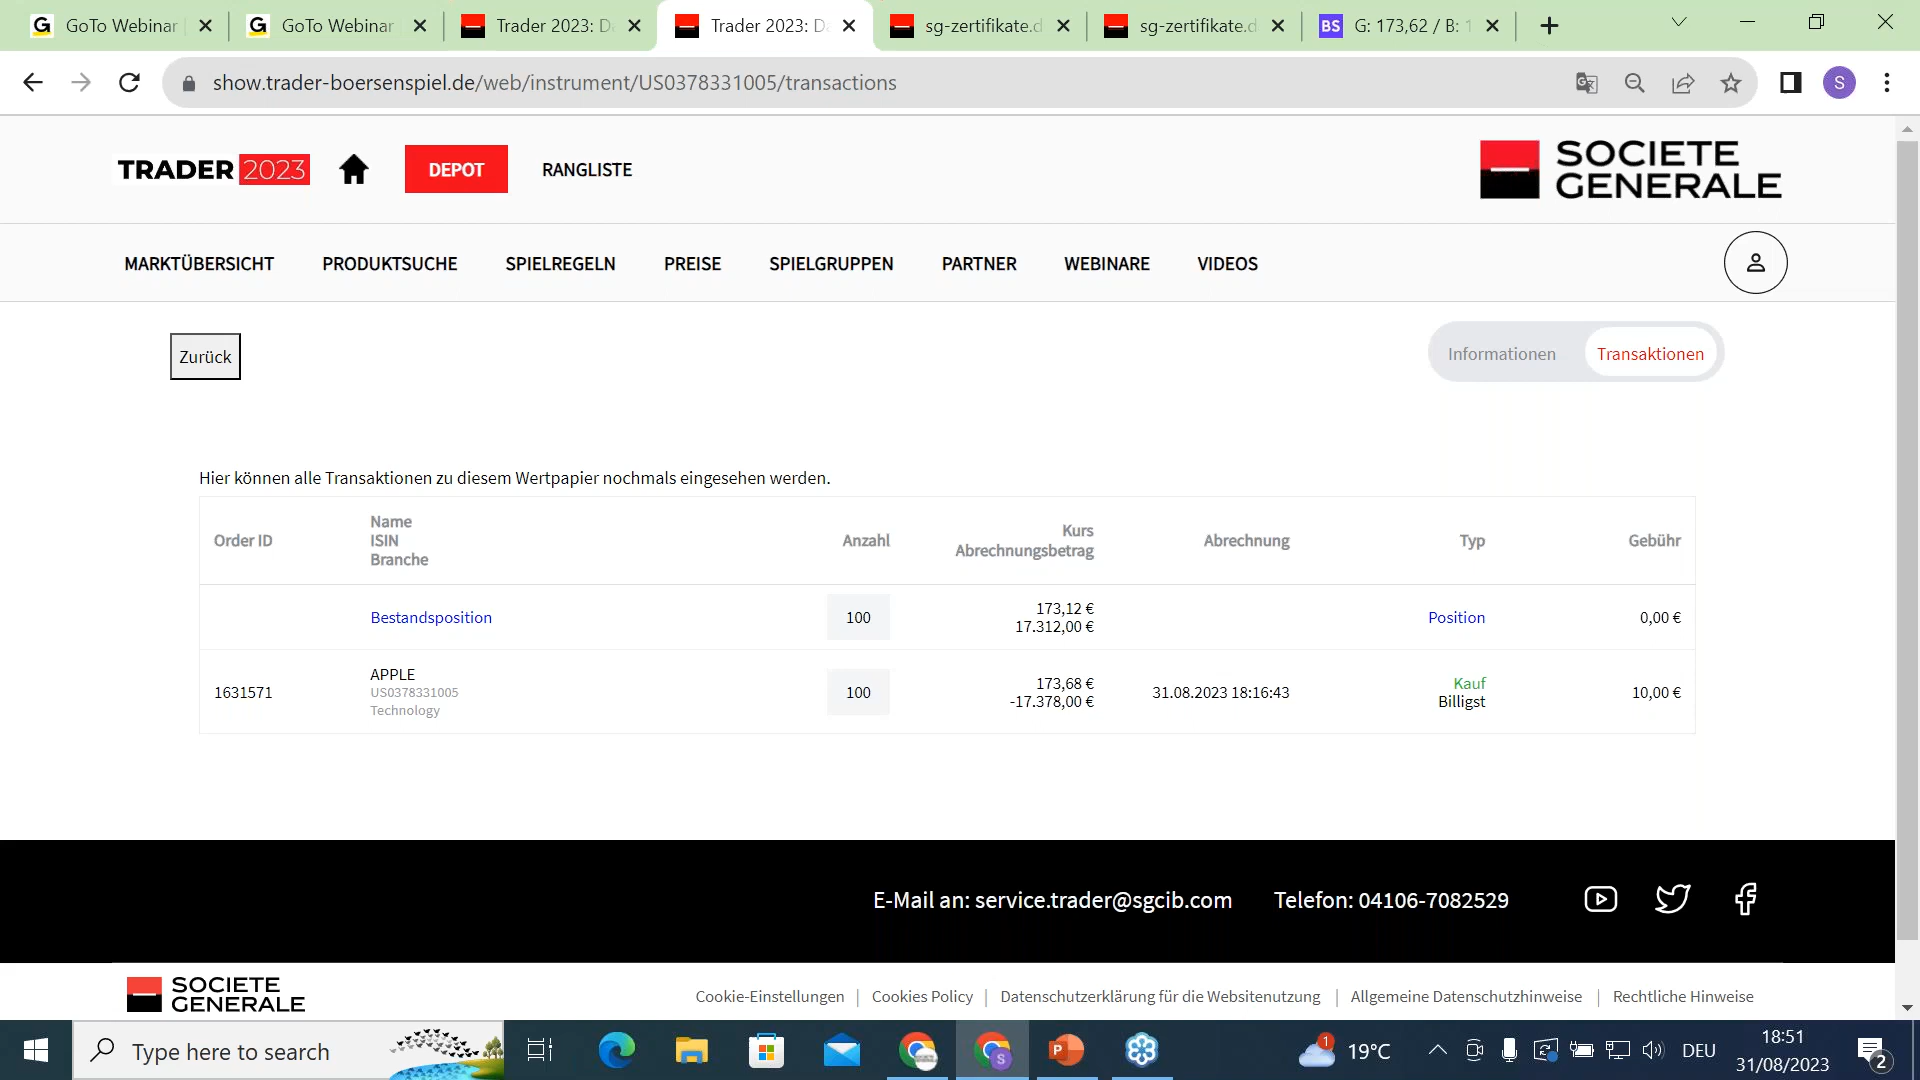 GoTo Webinar
GoTo Webinar
Trader 2023: D
Trader 2023: Da
sg-zertifikate.d
sg-zertifikate.d
BS G: 173,62 / B: 1
show.trader-boersenspiel.de/web/instrument/US0378331005/transactions
S
TRADER 2023
DEPOT
RANGLISTE
SOCIETE
GENERALE
MARKTÜBERSICHT
PRODUKTSUCHE
SPIELREGELN
PREISE
SPIELGRUPPEN
PARTNER
WEBINARE
VIDEOS
Zurück
Informationen
Transaktionen
Hier können alle Transaktionen zu diesem Wertpapier nochmals eingesehen werden.
Order ID
Name
ISIN
Branche
Anzahl
Kurs
Abrechnungsbetrag
Abrechnung
Typ
Gebühr
Bestandsposition
100
173,12 €
17.312,00 €
Position
0,00 €
1631571
APPLE
US0378331005
Technology
100
173,68 €
-17.378,00 €
31.08.2023 18:16:43
Kauf
Billigst
10,00 €
E-Mail an: service.trader@sgcib.com
Telefon: 04106-7082529
SOCIETE
GENERALE
Cookie-Einstellungen | Cookies Policy | Datenschutzerklärung für die Websitenutzung | Allgemeine Datenschutzhinweise | Rechtliche Hinweise
Type here to search
1
19°C
DEU
18:51
31/08/2023
2